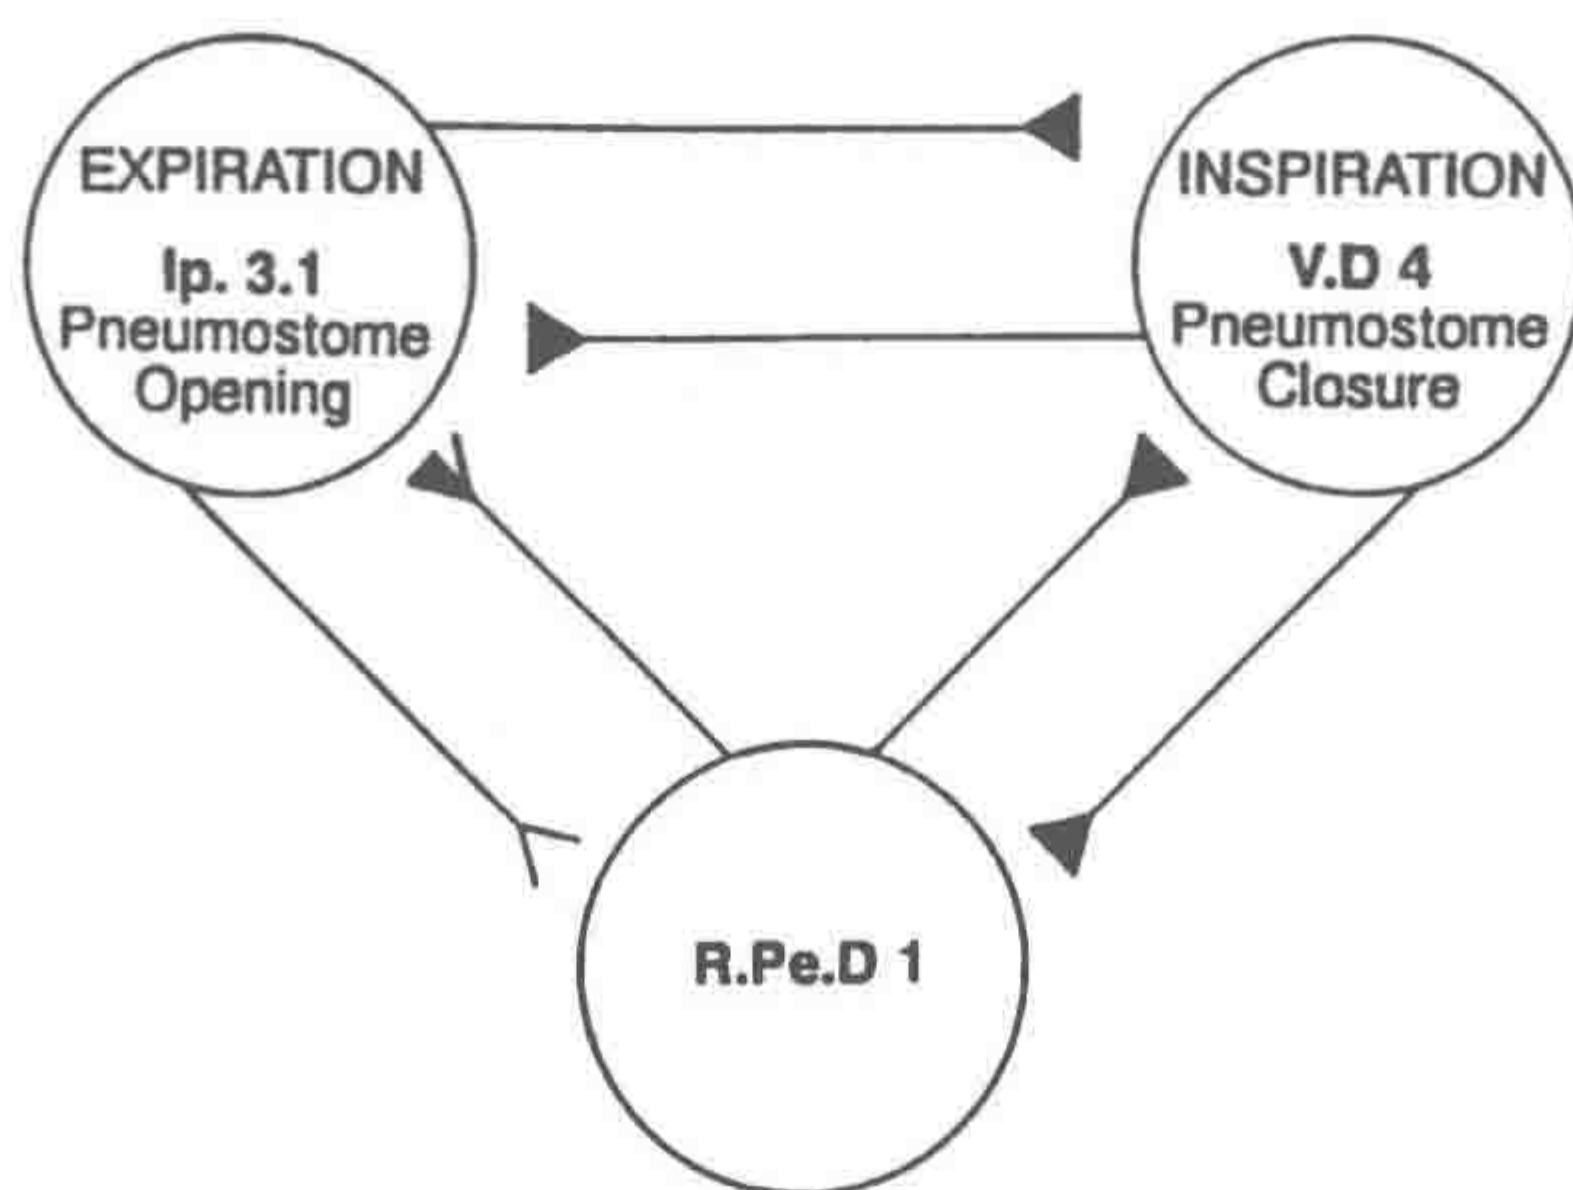 EXPIRATION
Ip. 3.1
Pneumostome
Opening
INSPIRATION
V.D 4
Pneumostome
Closure
R.Pe.D 1